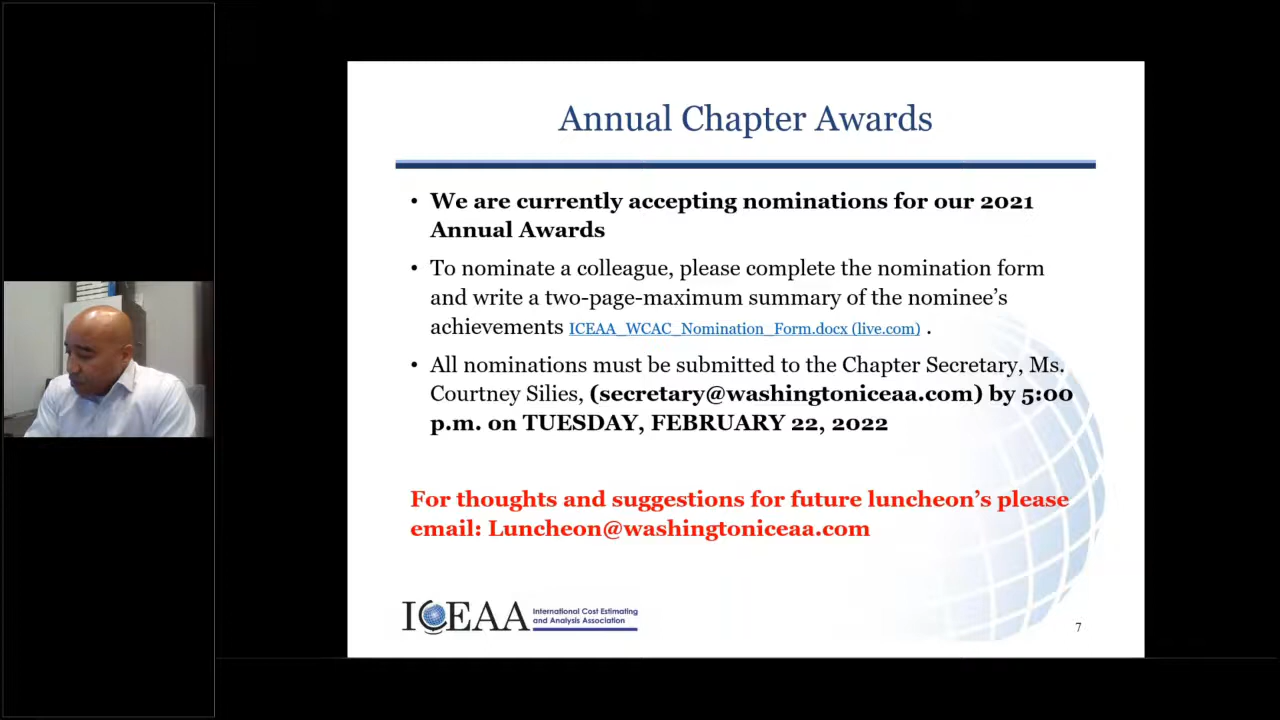 Annual Chapter Awards
• We are currently accepting nominations for our 2021
Annual Awards
• To nominate a colleague, please complete the nomination form
and write a two-page-maximum summary of the nominee’s
achievements ICEAA_WCAC_Nomination_Form.docx (live.com) .
• All nominations must be submitted to the Chapter Secretary, Ms.
Courtney Silies, (secretary@washingtoniceaa.com) by 5:00
p.m. on TUESDAY, FEBRUARY 22, 2022
For thoughts and suggestions for future luncheon’s please
email: Luncheon@washingtoniceaa.com
ICEAA International Cost Estimating
and Analysis Association
7